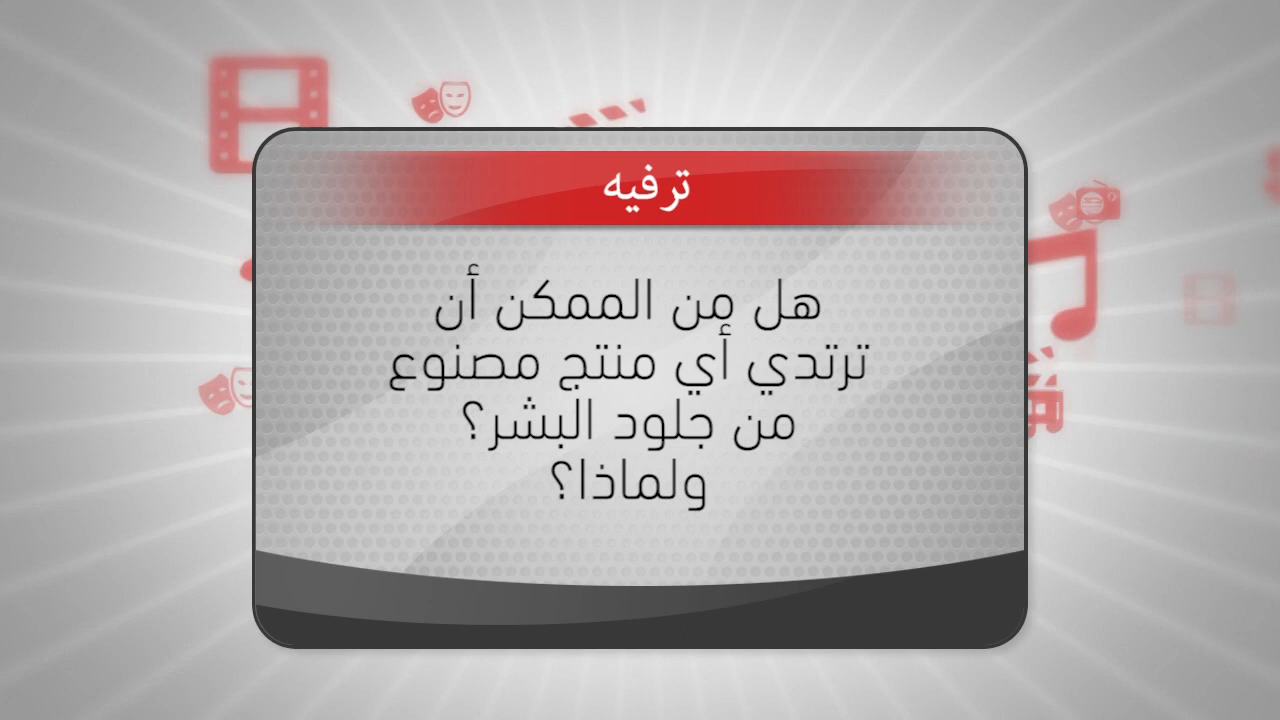 ترفيه
هل من الممكن أن
ترتدي أي منتج مصنوع
من جلود البشر؟
ولماذا؟